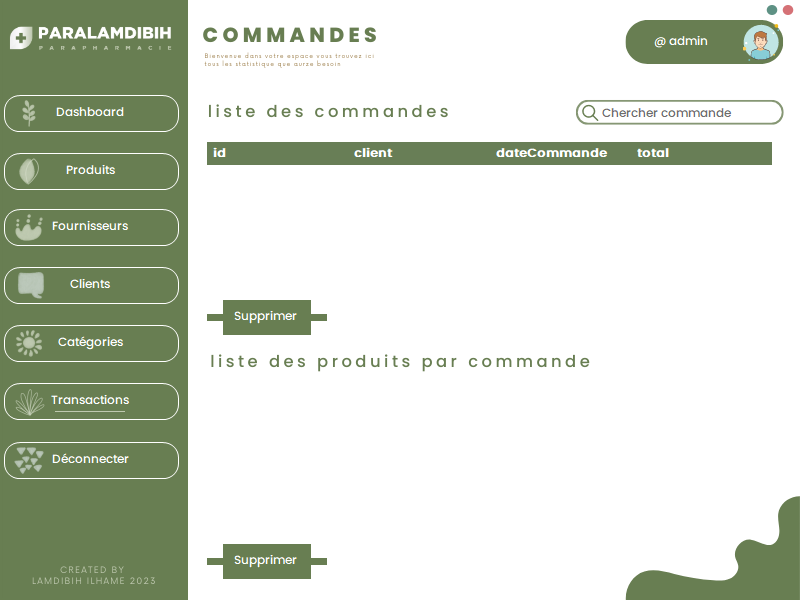 PARALAMDIBIH
PARAPHARMACIE
Dashboard
Produits
Fournisseurs
Clients
Catégories
Transactions
Déconnecter
CREATED BY
LAMDIBIH ILHAME 2023
COMMANDES
Bienvenue dans votre espace vous trouvez ici
tous les statistique que aurze besoin
@ admin
liste des commandes
Chercher commande
id client dateCommande total
Supprimer
liste des produits par commande
Supprimer